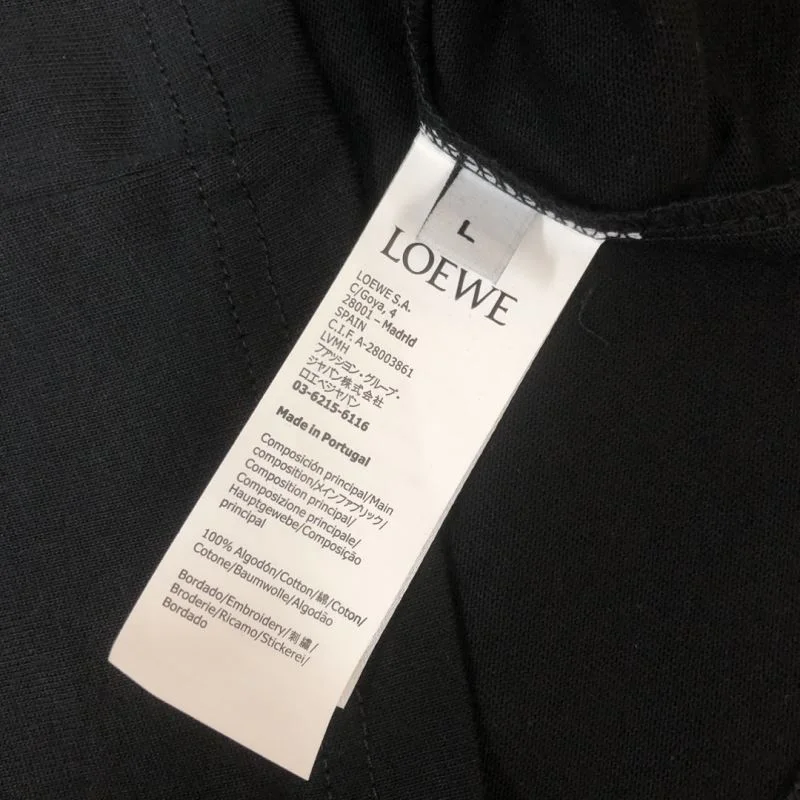 L
LOEWE
LOEWE S.A.
C/Goya, 4
28001 – Madrid
SPAIN
C.I.F. A-28003861
LVMH
ファッション・グループ・
ジャパン株式会社
ロエベジャパン
03-6215-6116
Made in Portugal
Composición principal/Main
composition/メインファブリック/
Composition principal/
Composizione principale/
Hauptgewebe/Composição
principal
100% Algodón/Cotton/綿/Coton/
Cotone/Baumwolle/Algodão
Bordado/Embroidery/刺繍/
Broderie/Ricamo/Stickerei/
Bordado